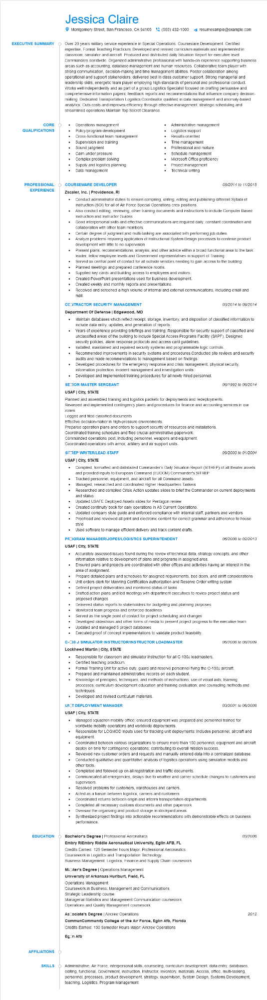 Jessica Claire
Montgomery Street, San Francisco, CA 94105 (555) 432-1000 resumesample@example.com
EXECUTIVE SUMMARY
Over 20 years military service experience in Special Operations. Courseware Development. Certified
expertise, Formal Teaching Practicum, Developed and revised curriculum materials and implemented in
classroom, simulator and aircraft. Produced and distributed daily Situation Report for executive level
Commanders worldwide. Organized administrative professional with hands-on experience supporting business
areas such as accounting, database management and human resources. Collaborative team player with
strong communication, decision-making and time management abilities. Foster collaboration among
operational and support stakeholders; delivered best in class customer support. Strong managerial and
leadership skills, energetic team player employing high standards of personal and professional conduct.
Works well independently and as part of a group.Logistics Specialist focused on drafting persuasive and
comprehensive information papers, feedback reports and recommendations that influence company decision-
making. Dedicated Transportation Logistics Coordinator qualified in data management and anomaly-based
analytics. Cuts costs and improves efficiency through effective management, strategic scheduling and
streamlined operations.Maintain Top Secret Clearance.
CORE
QUALIFICATIONS
• Operations management
• Policy/program development
• Cross-functional team management
• Supervision and training
• Sound judgment
• Calm under pressure
• Complex problem solving
• Supply and logistics planning
• Data management
• Administrative management
• Logistics support
• Results-oriented
• Time management
• Professional and mature
• Schedule management
• Microsoft Office proficiency
• Project management
• Technical writing
PROFESSIONAL
EXPERIENCE
COURSEWARE DEVELOPER 09/2014 to 11/2015
Zscaler, Inc. | Providence, RI
• Conduct administrator duties to ensure compiling, writing, editing and publishing different Syllabi of
Instruction (SOI) for all of Air Force Special Operations crew positions.
• Also conduct editing, reviewing, other training documents and instructions to include Computer Based
Instruction and Instructor Guides.
• Good interpersonal skills and effective communications are required daily; constant coordination and
collaboration with other team members.
• Certain degree of judgment and multi-tasking are associated with performing job duties.
• Analyze problems requiring application of Instructional System Design processes to continue product
development with little to no supervision.
• Present plans, recommendations, analysis, and other advice within a broad functional area to the task
leader, fellow employee levels and Government representatives in support of Training.
• Served as central point of contact for all outside vendors needing to gain access to the building.
• Planned meetings and prepared conference rooms.
• Supplied key cards and building access to employees and visitors.
• Created PowerPoint presentations used for business development.
• Created weekly and monthly reports and presentations.
• Received and screened a high volume of internal and external communications, including email and
mail.
CONTRACTOR SECURITY MANAGEMENT 03/2014 to 09/2014
Department Of Defense | Edgewood, MD
• Maintain databases which reflect receipt, storage, inventory, and disposition of classified information to
include data entry, updates, and generation of reports.
• Years of experience providing briefings and training; Responsible for security support of classified and
unclassified areas of the building to include Special Access Programs Facility (SAPF). Designed
security policies, alarm response protocols and access card guidelines.
• Installed, maintained and repaired security systems and programmable logic controls.
• Recommended improvements in security systems and procedures.Conducted site reviews and security
audits and made recommendations to management based on findings.
• Developed procedures for the emergency response and crisis management, physical security,
information protection, incident management and investigation units.
• Developed and implemented training procedures for all newly hired personnel.
SENIOR MASTER SERGEANT 06/1992 to 06/2014
USAF | City, STATE
Planned and assembled training and logistics packets for deployments and redeployments.
Reviewed and implemented contingency plans and procedures for finance and accounting services in war
zones.
Logged and filed classified documents.
Effective decision-maker in high-pressure environments.
Prepared operation plans and orders to support security of resources and installations.
Coordinated training schedules and filed crucial administrative paperwork.
Commanded operations post, including personnel, weapons and equipment.
Coordinated operations with armor, artillery and air support units.
SITREP WRITER/LEAD STAFF 09/2003 to 01/2004
USAF | City, STATE
• Compiled, formatted and distributed Commander's Daily Situation Report (SITREP) of all theater assets
and provided inputs to European Command (EUCOM) Commander's SITREP
• Tracked personnel, equipment, and aircraft for all Command assets.
• Managed, researched and coordinated Higher Headquarters Taskers
• Researched and compiled Crisis Action updates slides to brief the Commander on current deployments
and status
• Updated USAFE Deployed Assets slides for Pentagon review
• Created continuity book for daily operations in A3 Current Operations.
• Updated company style guide and enforced compliance with internal staff, partners and vendors
• Proofread and reviewed all print and electronic content for correct grammar and adherence to house
style
• Used software to manage efficient delivery and track content drafts.
PROGRAM MANAGER/JOPES/LOGISTICS SUPERINTENDENT 06/2008 to 02/2013
USAF | City, STATE
• Accurately assessed issues found during the review of technical data, strategy concepts, and other
information relative to development of plans and programs in assigned area.
• Ensured plans and projects are coordinated with other offices and activities having an interest in the
area of assignment.
• Prepare detailed plans and schedules for assigned requirements, bed down, and airlift considerations
• Unit orders clerk for Manning Certification authorization and Reserve Order writing system
• Defined project deliverables and monitored status of tasks
• Drafted action plans and led meetings with department executives to review project status and
proposed changes
• Delivered status reports to stakeholders for budgeting and planning purposes
• Monitored team progress and enforced deadlines
• Served as the single point of contact for project scheduling and changes
• Developed slideshows and other forms of media to present project progress to the executive team
• Updated and managed 5 project databases
• Executed proof of concept implementations to validate product feasibility.
C-130 J SIMULATOR INSTRUCTOR/INSTRUCTOR LOADMASTER 06/2008 to 08/2009
Lockheed Martin | City, STATE
• Responsible for classroom and simulator instruction for all C-130J loadmasters.
• Certified teaching practicum.
• Formal Training Unit for active duty, guard and reserve personnel flying the C-130J aircraft.
• Prepared and maintained administrative records on each student.
• Knowledge of principles, techniques, and methods of instructions; use of visual aids; learning
processes; curriculum development education and training evaluation; and counseling methods and
techniques.
• Developed and revised curriculum materials.
UNIT DEPLOYMENT MANAGER 03/2001 to 06/2008
USAF | City, STATE
• Managed squadron mobility office; ensured equipment was prepared and personnel trained for
worldwide mobility operations and worldwide deployments.
• Responsible for LOGMOD inputs used for tracking unit deployments; includes personnel, aircraft and
equipment.
• Coordinated between various organizations to ensure more than 150 personnel, equipment and aircraft
deploy on time for contingency operations; contributing to overall mission success.
• Reviewed new customer orders and requests and manually entered data into a centralized database.
• Conducted qualitative and quantitative analysis of logistics operations using simulation models and
other tools.
• Completed and followed up on all registration and traffic documents.
• Communicated all emergencies, delays due to weather and carrier schedule changes to customers and
supervisors.
• Resolved problems for customers, warehouses and carriers.
• Acted as a liaison between logistics, carriers and customers.
• Coordinated returns between origin and interim transportation departments.
• Completed all necessary customs documents and other paperwork.
• Oversaw the organizing and product storage in stockyard areas.
• Synthesized project findings into actionable recommendations with demonstrable effects on business
performance.
EDUCATION
Bachelor's Degree | Professional Aeronatuics 03/2006
Embry RiEmbry Riddle Aeronautical University, Eglin AFB, FL
Credits Earned: 125 Semester hours Major: Professional Aeronautics
Coursework in Logistics and Transportation Technology
Business Management, Logistics, Finance and Supply Chain coursework
Master's Degree | Operations Management
University of Arkansas Hurlburt, Field, FL
Operations Management
Coursework in Business, Management and Communications
Strategic Leadership course
Managerial Statistics and Management Communication coursework
Operations and Quality Management coursework
Associate's Degree | Aircrew Operations 2012
CommunCommunity College of the Air Force, Eglin Afb, Florida
Credits Earned: 130 Semester Hours Major: Aircrew Operations
Eglin Afb
AFFILIATIONS
SKILLS
Administrative, Air Force, interpersonal skills, counseling, curriculum development, data entry, databases,
editing, functional, Government, instruction, Instructor, inventory, materials, Access, office, multi-tasking,
personnel, processes, product development, strategy, supervision, System Design, Systems Development,
teaching, Logistics, Program Management